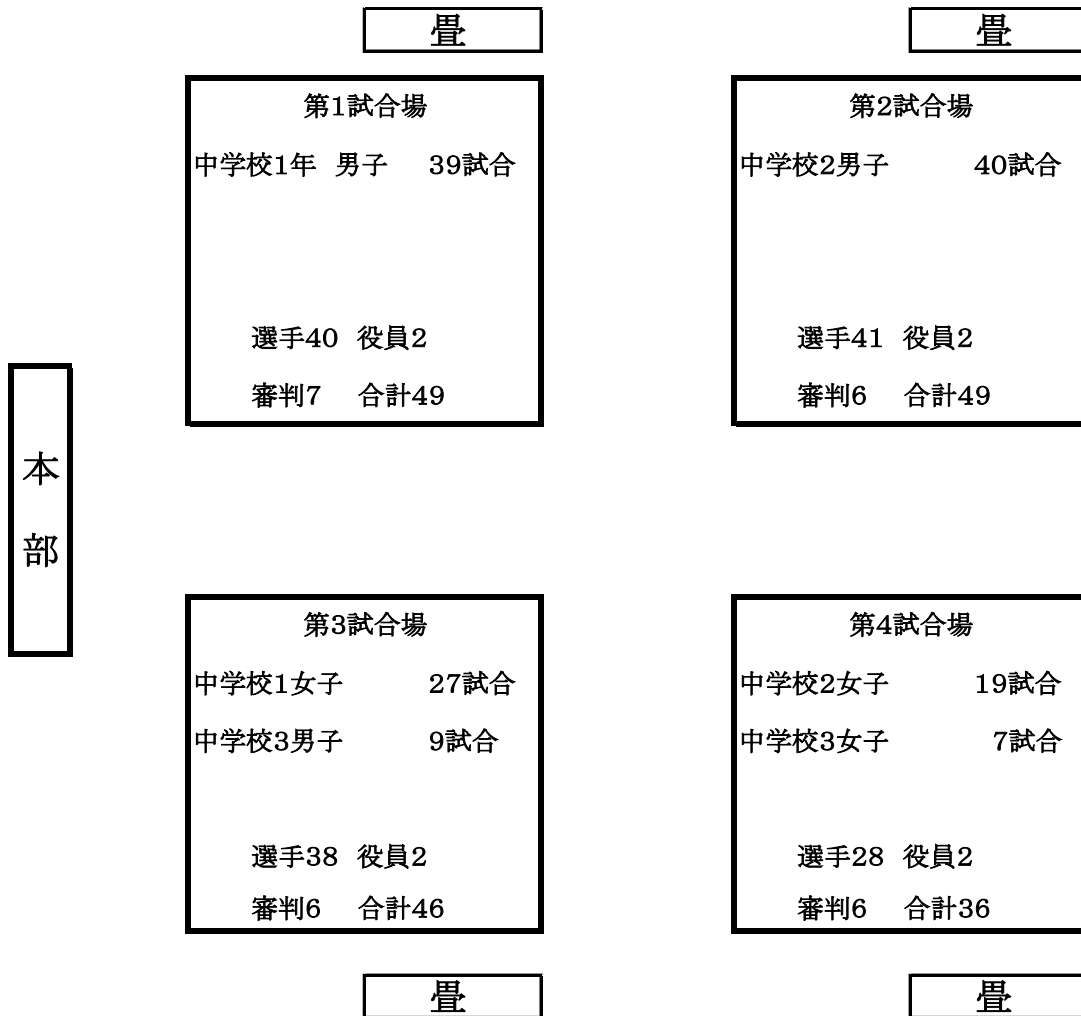 畳
畳
第1試合場
中学校1年 男子 39試合
選手40 役員2
審判7 合計49
第2試合場
中学校2男子 40試合
選手41 役員2
審判6 合計49
本
部
第3試合場
中学校1女子 27試合
中学校3男子 9試合
選手38 役員2
審判6 合計46
第4試合場
中学校2女子 19試合
中学校3女子 7試合
選手28 役員2
審判6 合計36
畳
畳